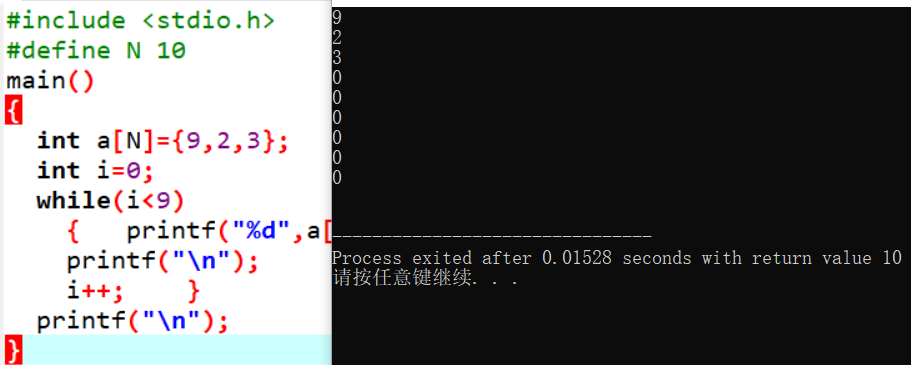 #include <stdio.h>
#define N 10
main()
{
int a[N]={9,2,3};
int i=0;
while(i<9)
{ printf("%d",a[
printf("\n");
i++; }
printf("\n");
}
9
2
3
0
0
0
0
0
0
--------------------------------
Process exited after 0.01528 seconds with return value 10
请按任意键继续. . .